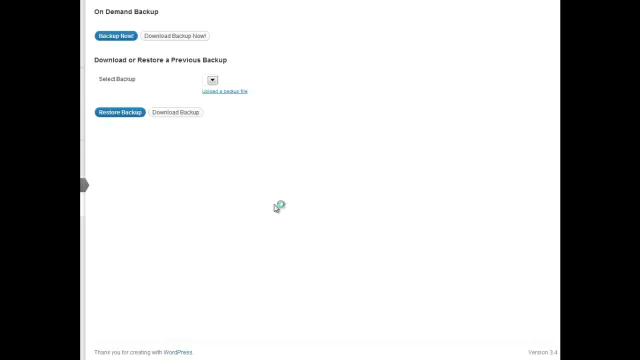 On Demand Backup
Backup Now! Download Backup Now!
Download or Restore a Previous Backup
Select Backup
Upload a backup file
Restore Backup Download Backup
Thank you for creating with WordPress. Version 3.4